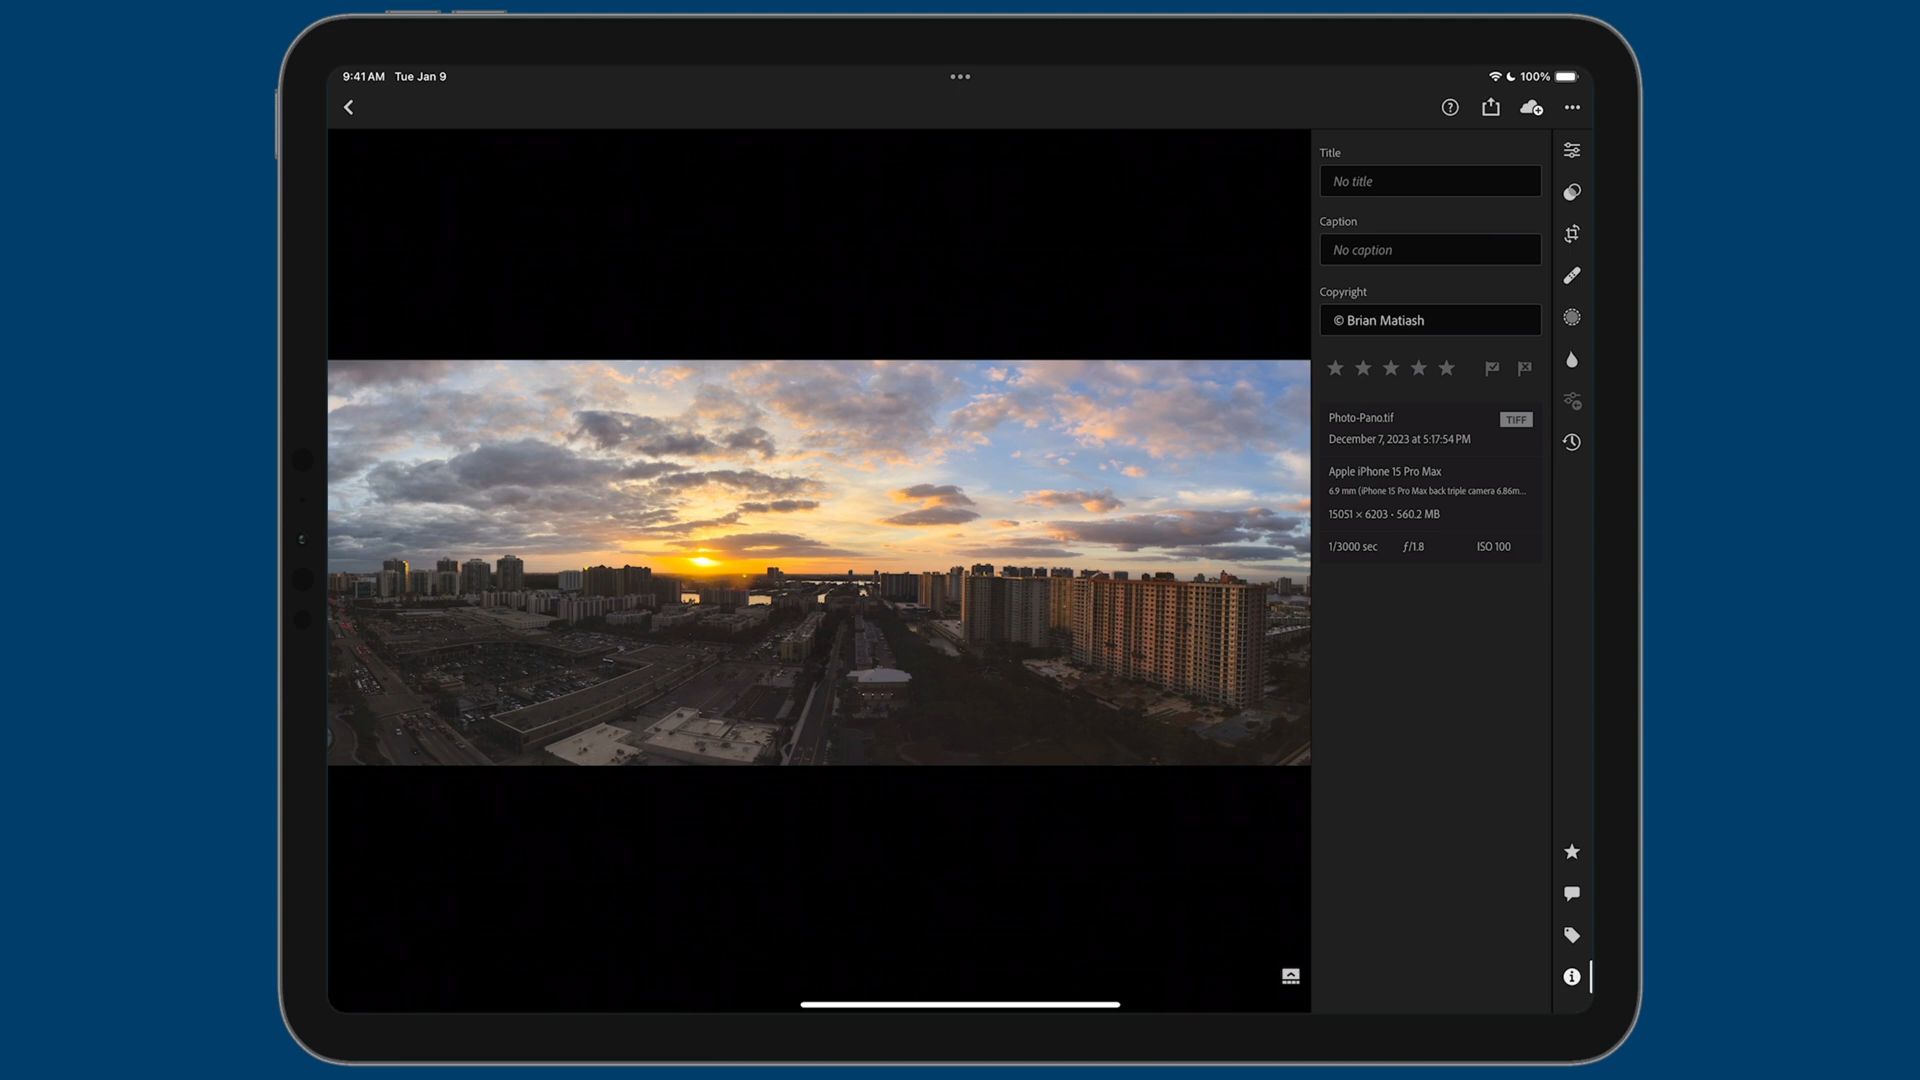 9:41 AM Tue Jan 9
100%
Title
No title
Caption
No caption
Copyright
© Brian Matiash
Photo-Pano.tif
TIFF
December 7, 2023 at 5:17:54 PM
Apple iPhone 15 Pro Max
6.9 mm (iPhone 15 Pro Max back triple camera 6.86m...
15051 × 6203 • 560.2 MB
1/3000 sec ƒ/1.8 ISO 100